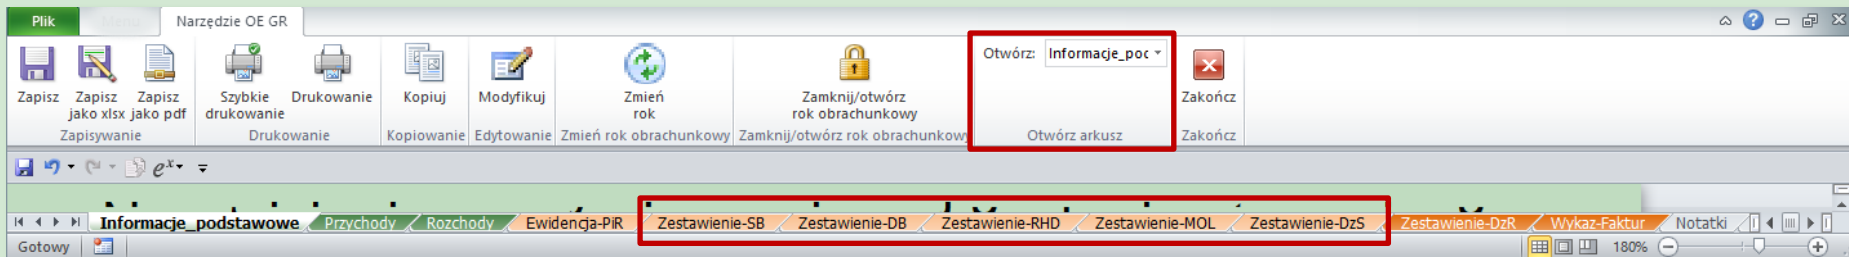 Plik Menu Narzędzie OE GR
Otwórz: Informacje_poc
Zapisz Zapisz jako xlsx Zapisz jako pdf Szybkie drukowanie Drukowanie Kopiuj Modyfikuj Zmień rok Zamknij/otwórz rok obrachunkowy Zakończ
Zapisywanie Drukowanie Kopiowanie Edytowanie Zmień rok obrachunkowy Zamknij/otwórz rok obrachunkow Otwórz arkusz Zakończ
Informacje_podstawowe Przychody Rozchody Ewidencja-PiR Zestawienie-SB Zestawienie-DB Zestawienie-RHD Zestawienie-MOL Zestawienie-DzS Zestawienie-DzR Wykaz-Faktur Notatki
Gotowy 180%